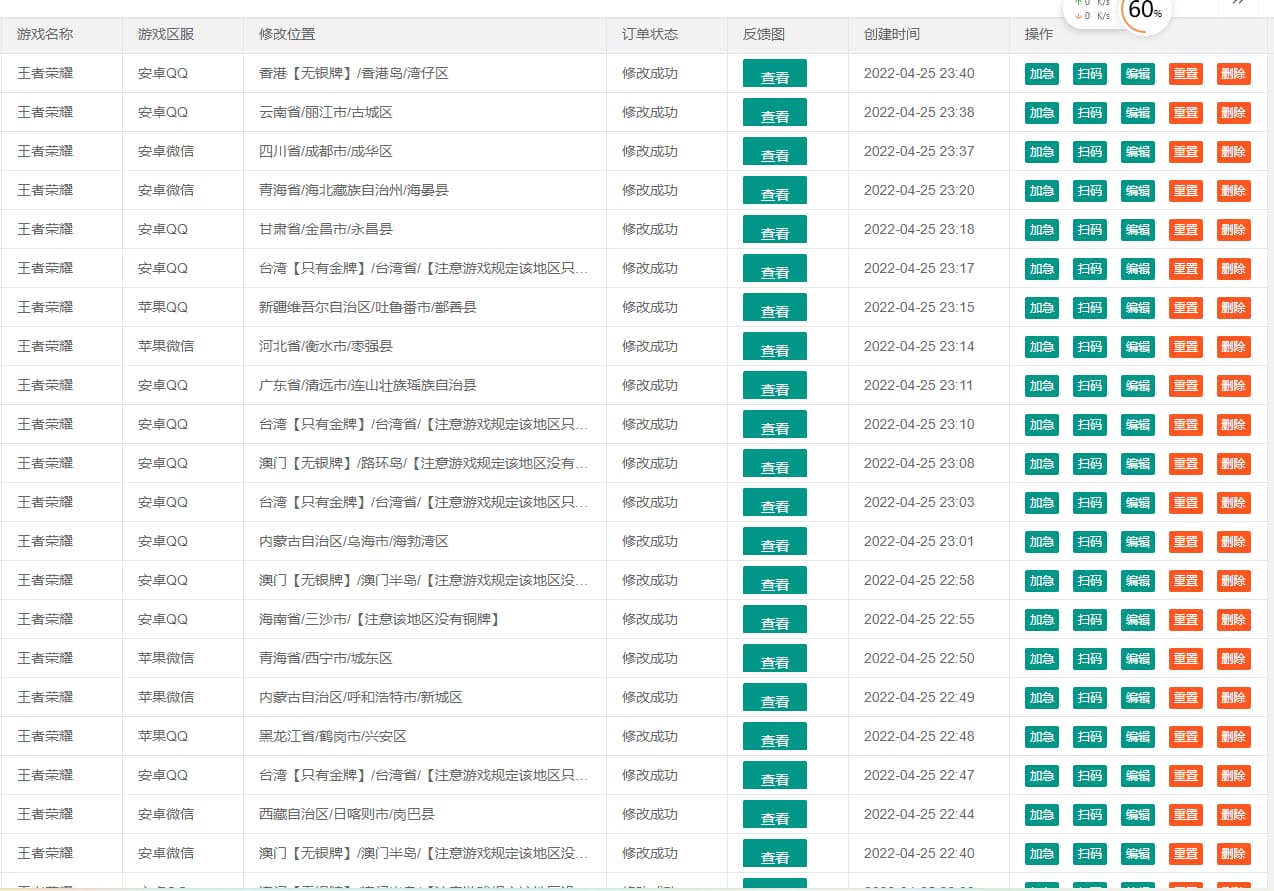 ↑ 0 K/s
↓ 0 K/s
60%
游戏名称 游戏区服 修改位置 订单状态 反馈图 创建时间 操作
王者荣耀 安卓QQ 香港【无银牌】/香港岛/湾仔区 修改成功 查看 2022-04-25 23:40 加急 扫码 编辑 重置 删除
王者荣耀 安卓QQ 云南省/丽江市/古城区 修改成功 查看 2022-04-25 23:38 加急 扫码 编辑 重置 删除
王者荣耀 安卓微信 四川省/成都市/成华区 修改成功 查看 2022-04-25 23:37 加急 扫码 编辑 重置 删除
王者荣耀 安卓微信 青海省/海北藏族自治州/海晏县 修改成功 查看 2022-04-25 23:20 加急 扫码 编辑 重置 删除
王者荣耀 安卓QQ 甘肃省/金昌市/永昌县 修改成功 查看 2022-04-25 23:18 加急 扫码 编辑 重置 删除
王者荣耀 安卓QQ 台湾【只有金牌】/台湾省/【注意游戏规定该地区只... 修改成功 查看 2022-04-25 23:17 加急 扫码 编辑 重置 删除
王者荣耀 苹果QQ 新疆维吾尔自治区/吐鲁番市/鄯善县 修改成功 查看 2022-04-25 23:15 加急 扫码 编辑 重置 删除
王者荣耀 苹果微信 河北省/衡水市/枣强县 修改成功 查看 2022-04-25 23:14 加急 扫码 编辑 重置 删除
王者荣耀 安卓QQ 广东省/清远市/连山壮族瑶族自治县 修改成功 查看 2022-04-25 23:11 加急 扫码 编辑 重置 删除
王者荣耀 安卓QQ 台湾【只有金牌】/台湾省/【注意游戏规定该地区只... 修改成功 查看 2022-04-25 23:10 加急 扫码 编辑 重置 删除
王者荣耀 安卓QQ 澳门【无银牌】/路环岛/【注意游戏规定该地区没有... 修改成功 查看 2022-04-25 23:08 加急 扫码 编辑 重置 删除
王者荣耀 安卓QQ 台湾【只有金牌】/台湾省/【注意游戏规定该地区只... 修改成功 查看 2022-04-25 23:03 加急 扫码 编辑 重置 删除
王者荣耀 安卓QQ 内蒙古自治区/乌海市/海勃湾区 修改成功 查看 2022-04-25 23:01 加急 扫码 编辑 重置 删除
王者荣耀 安卓QQ 澳门【无银牌】/澳门半岛/【注意游戏规定该地区没... 修改成功 查看 2022-04-25 22:58 加急 扫码 编辑 重置 删除
王者荣耀 安卓QQ 海南省/三沙市/【注意该地区没有铜牌】 修改成功 查看 2022-04-25 22:55 加急 扫码 编辑 重置 删除
王者荣耀 苹果微信 青海省/西宁市/城东区 修改成功 查看 2022-04-25 22:50 加急 扫码 编辑 重置 删除
王者荣耀 苹果微信 内蒙古自治区/呼和浩特市/新城区 修改成功 查看 2022-04-25 22:49 加急 扫码 编辑 重置 删除
王者荣耀 苹果QQ 黑龙江省/鹤岗市/兴安区 修改成功 查看 2022-04-25 22:48 加急 扫码 编辑 重置 删除
王者荣耀 安卓QQ 台湾【只有金牌】/台湾省/【注意游戏规定该地区只... 修改成功 查看 2022-04-25 22:47 加急 扫码 编辑 重置 删除
王者荣耀 安卓微信 西藏自治区/日喀则市/岗巴县 修改成功 查看 2022-04-25 22:44 加急 扫码 编辑 重置 删除
王者荣耀 安卓微信 澳门【无银牌】/澳门半岛/【注意游戏规定该地区没... 修改成功 查看 2022-04-25 22:40 加急 扫码 编辑 重置 删除